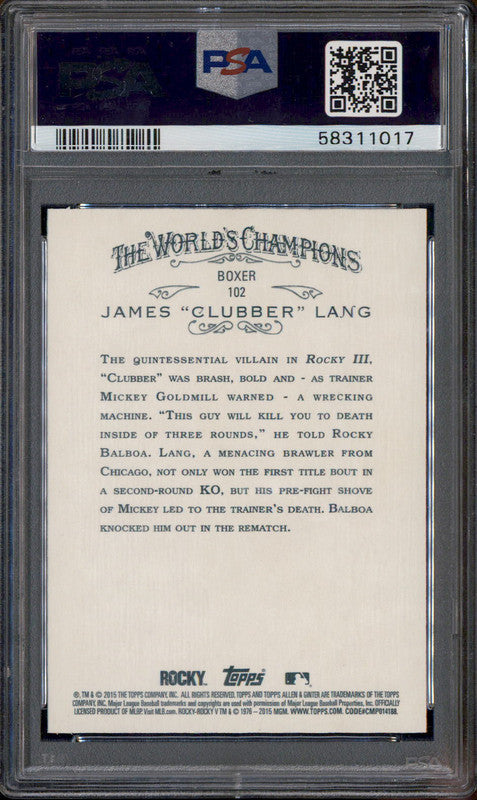 PSA
PSA
58311017
THE WORLD'S CHAMPIONS
BOXER
102
JAMES "CLUBBER" LANG
THE QUINTESSENTIAL VILLAIN IN ROCKY III,
"CLUBBER" WAS BRASH, BOLD AND - AS TRAINER
MICKEY GOLDMILL WARNED - A WRECKING
MACHINE. "THIS GUY WILL KILL YOU TO DEATH
INSIDE OF THREE ROUNDS," HE TOLD ROCKY
BALBOA. LANG, A MENACING BRAWLER FROM
CHICAGO, NOT ONLY WON THE FIRST TITLE BOUT IN
A SECOND-ROUND KO, BUT HIS PRE-FIGHT SHOVE
OF MICKEY LED TO THE TRAINER'S DEATH. BALBOA
KNOCKED HIM OUT IN THE REMATCH.
ROCKY Topps
®, TM & © 2015 THE TOPPS COMPANY, INC. ALL RIGHTS RESERVED. TOPPS AND TOPPS ALLEN & GINTER ARE TRADEMARKS OF THE TOPPS
COMPANY, INC. Major League Baseball trademarks and copyrights are used with permission of Major League Baseball Properties, Inc. OFFICIALLY
LICENSED PRODUCT OF MLBP. Visit MLB.com. ROCKY-ROCKY V TM & © 1976 - 2015 MGM. WWW.TOPPS.COM. CODE#CMP014188.
PSA